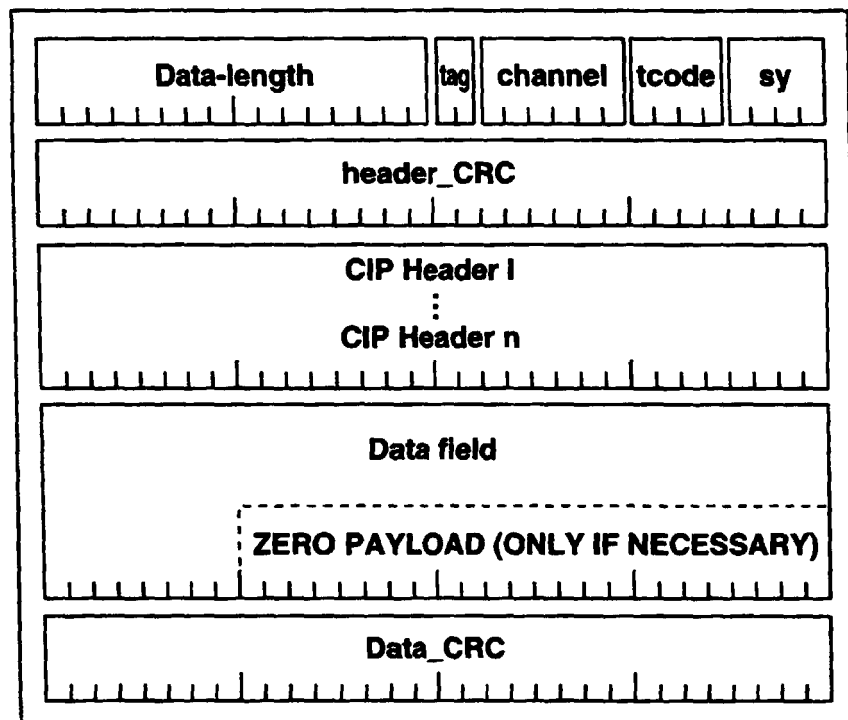 Data-length tag channel tcode sy
header_CRC
CIP Header I
CIP Header n
Data field
ZERO PAYLOAD (ONLY IF NECESSARY)
Data_CRC